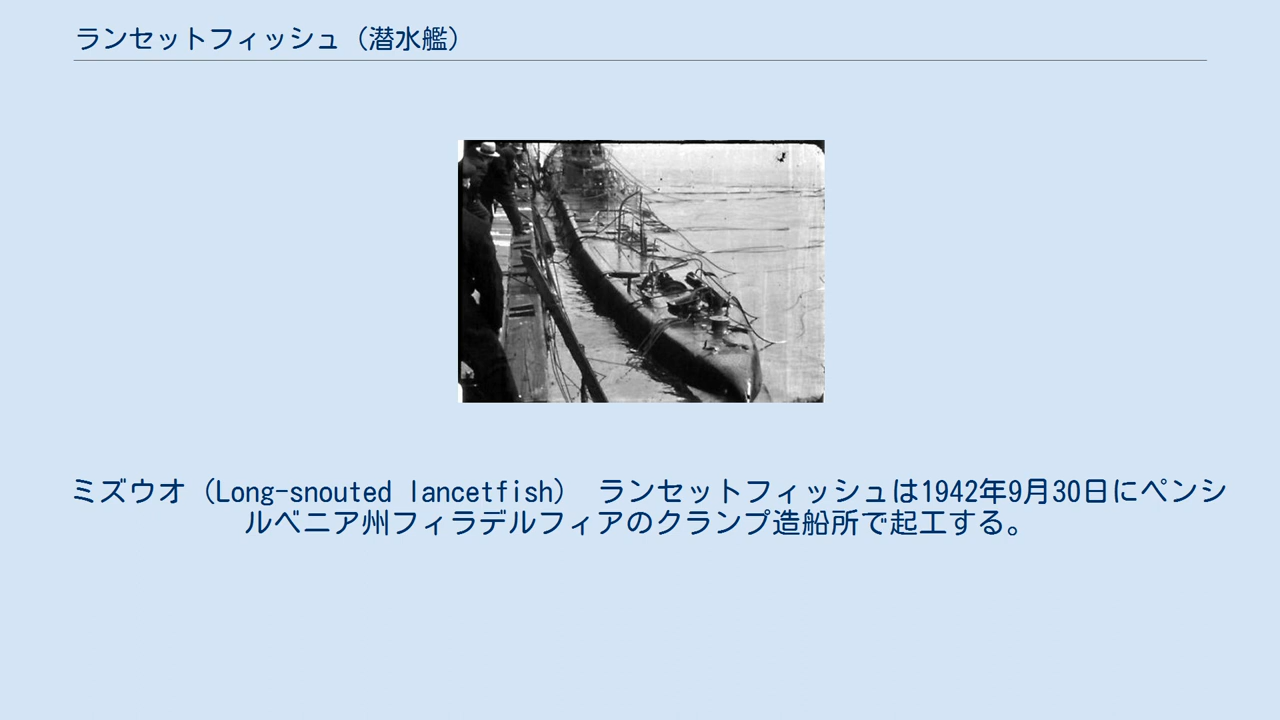 ランセットフィッシュ（潜水艦）
ミズウオ（Long-snouted lancetfish） ランセットフィッシュは1942年9月30日にペンシ
ルベニア州フィラデルフィアのクランプ造船所で起工する。